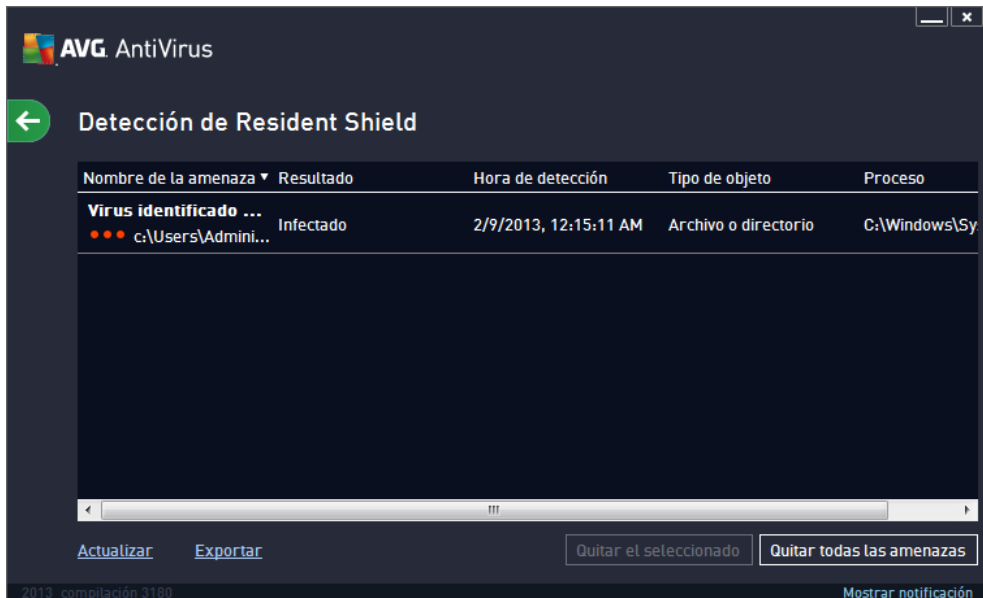 AVG. AntiVirus
Detección de Resident Shield
Nombre de la amenaza Resultado Hora de detección Tipo de objeto Proceso
Virus identificado ...
c:\Users\Admini... Infectado 2/9/2013, 12:15:11 AM Archivo o directorio C:\Windows\Sy
Actualizar Exportar Quitar el seleccionado Quitar todas las amenazas
2013 compilación 3180 Mostrar notificación